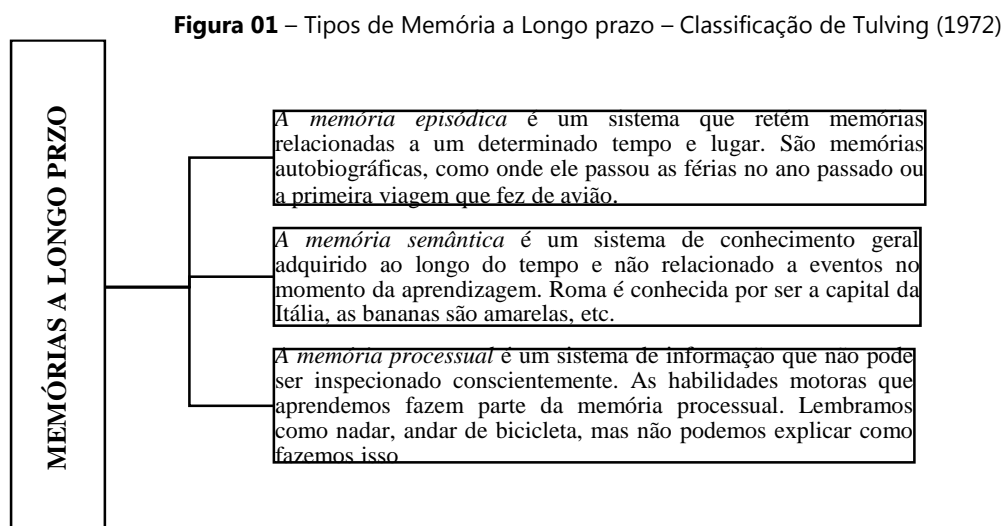 Figura 01 – Tipos de Memória a Longo prazo – Classificação de Tulving (1972)
MEMÓRIAS A LONGO PRZO
A memória episódica é um sistema que retém memórias
relacionadas a um determinado tempo e lugar. São memórias
autobiográficas, como onde ele passou as férias no ano passado ou
a primeira viagem que fez de avião.
A memória semântica é um sistema de conhecimento geral
adquirido ao longo do tempo e não relacionado a eventos no
momento da aprendizagem. Roma é conhecida por ser a capital da
Itália, as bananas são amarelas, etc.
A memória processual é um sistema de informação que não pode
ser inspecionado conscientemente. As habilidades motoras que
aprendemos fazem parte da memória processual. Lembramos
como nadar, andar de bicicleta, mas não podemos explicar como
fazemos isso